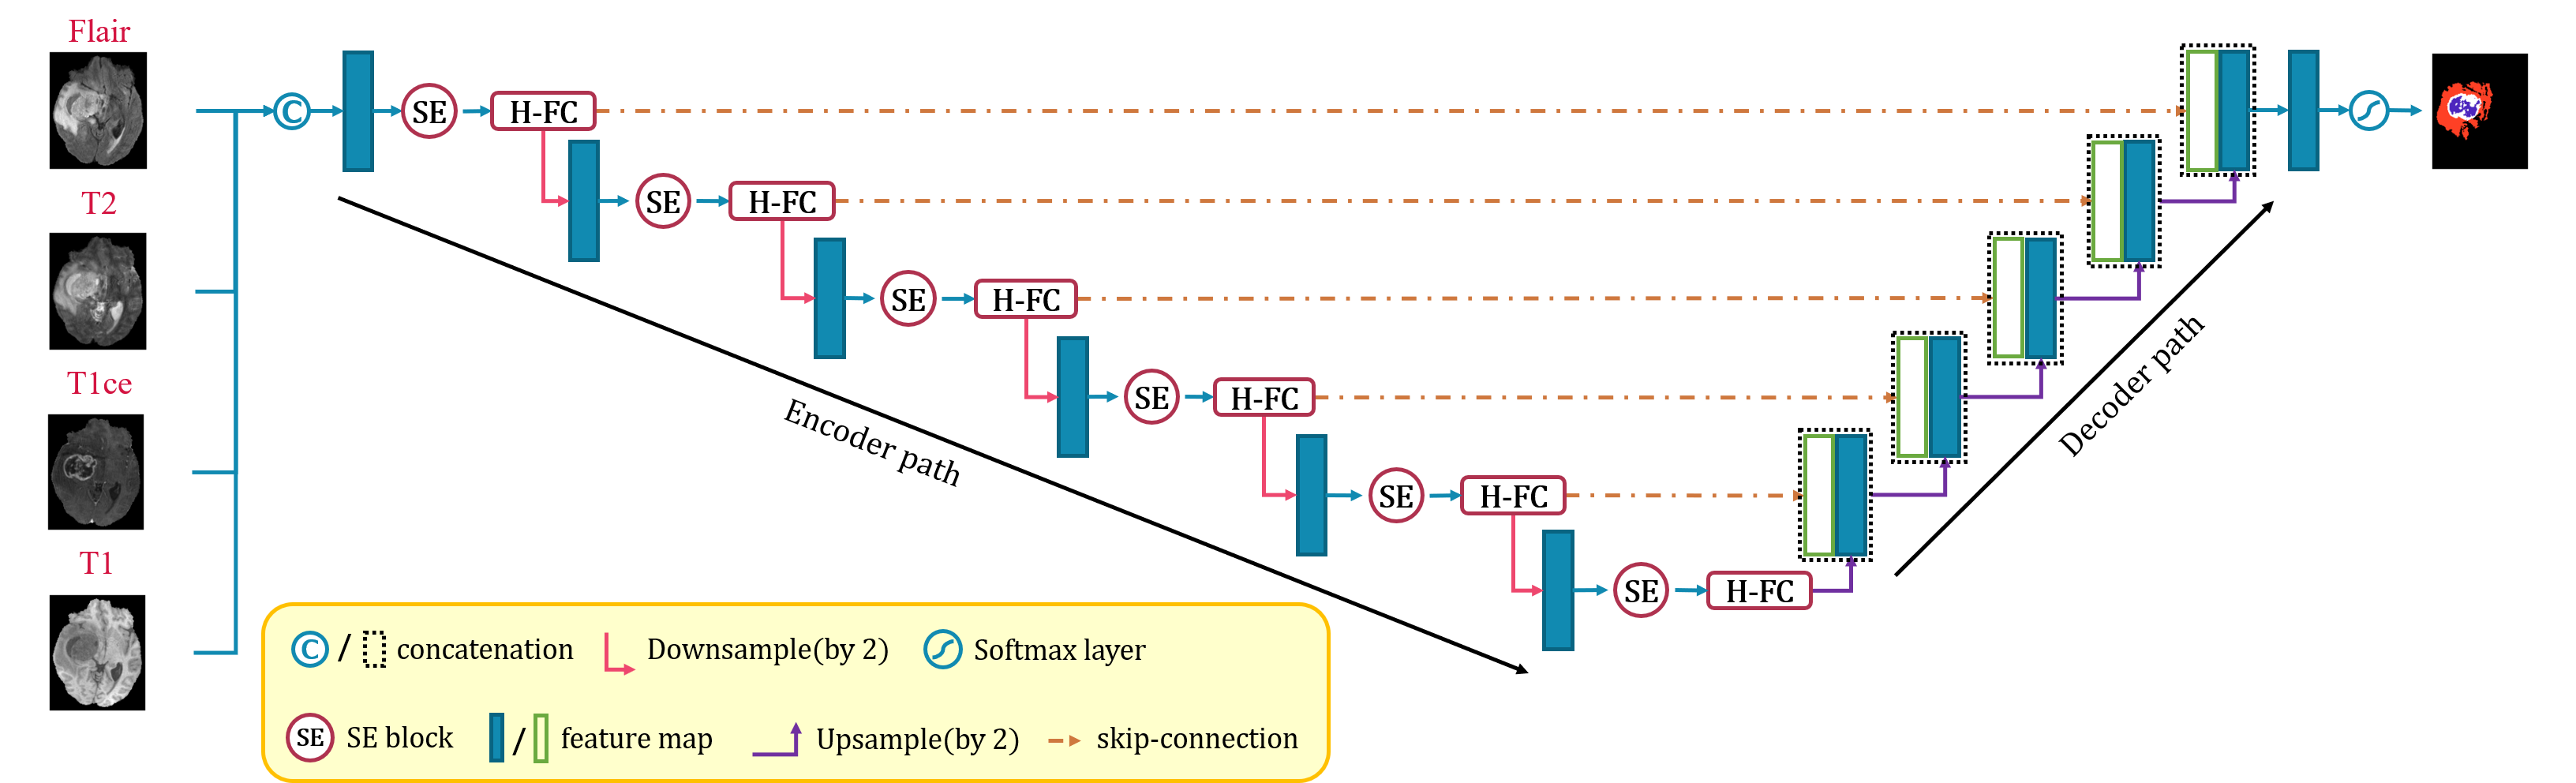 Flair
T2
T1ce
T1
C
SE
H-FC
SE
H-FC
SE
H-FC
SE
H-FC
SE
H-FC
SE
H-FC
Encoder path
Decoder path
C / concatenation
Downsample(by 2)
Softmax layer
SE SE block
/ feature map
Upsample(by 2)
skip-connection